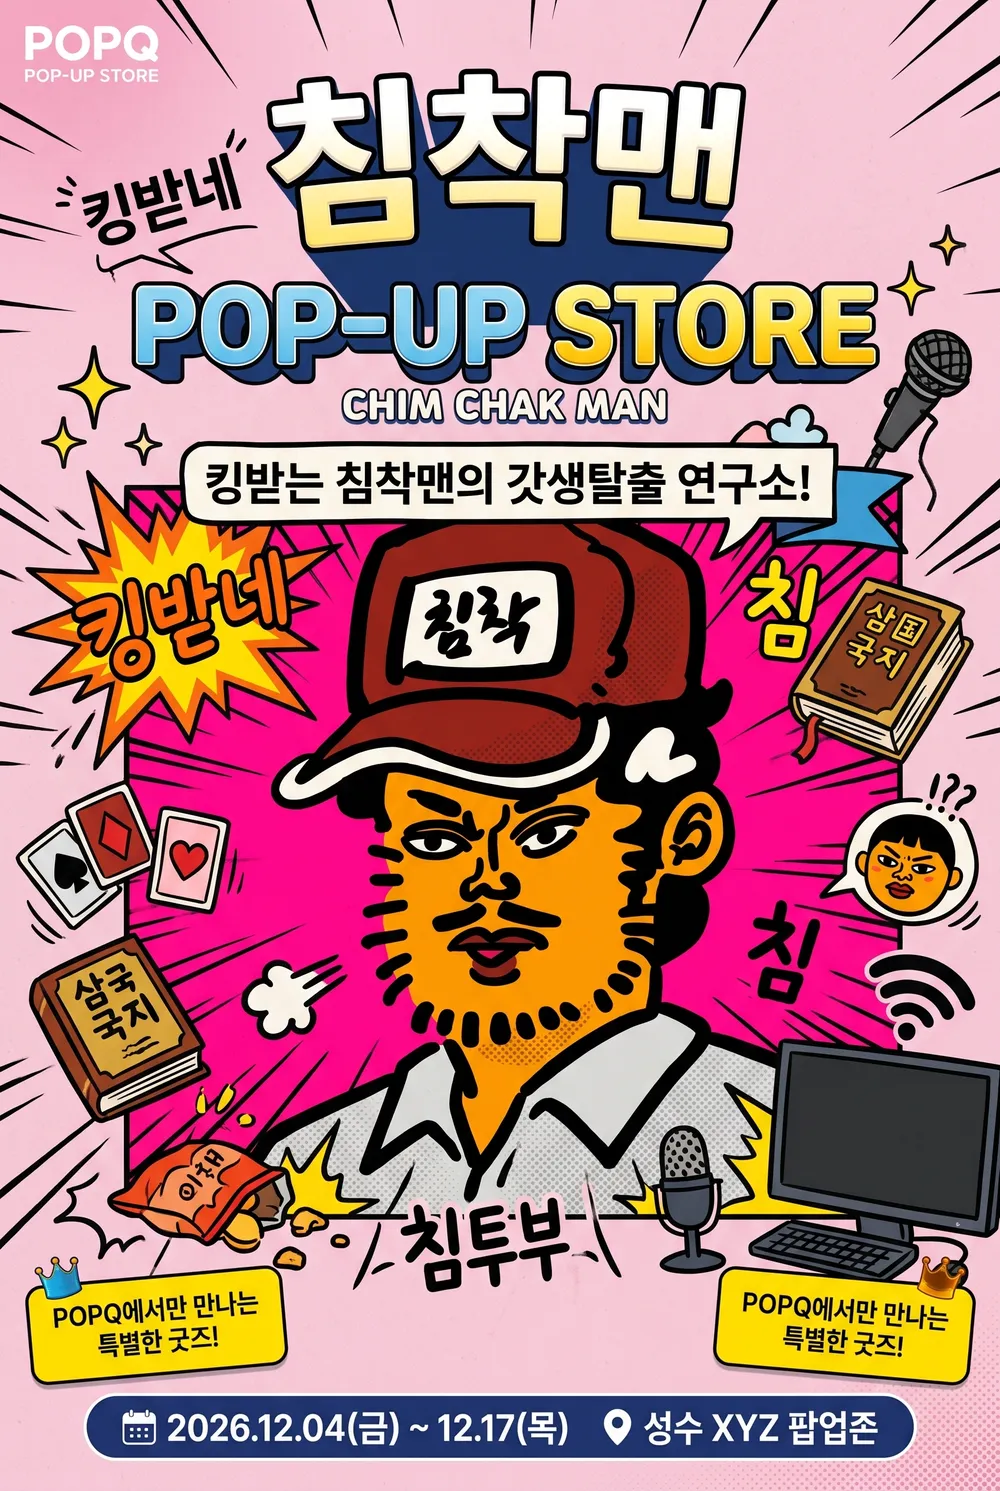 POPQ
POP-UP STORE
침착맨
킹받네
POP-UP STORE
CHIM CHAK MAN
킹받는 침착맨의 갓생탈출 연구소!
킹받네
침착
침
삼国
국지
!??
침
삼국
국지
침투부
POPQ에서만 만나는
특별한 굿즈!
POPQ에서만 만나는
특별한 굿즈!
2026.12.04(금) ~ 12.17(목)
성수 XYZ 팝업존